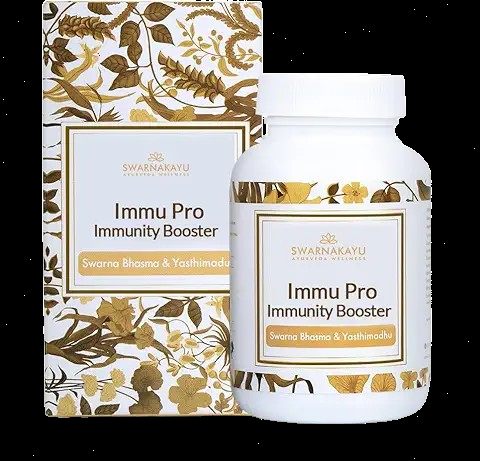 SWARNAKAYU
AYURVEDA WELLNESS
Immu Pro
Immunity Booster
Swarna Bhasma & Yasthimadu
SWARNAKAYU
AYURVEDA WELLNESS
Immu Pro
Immunity Booster
Swarna Bhasma & Yasthimadhu